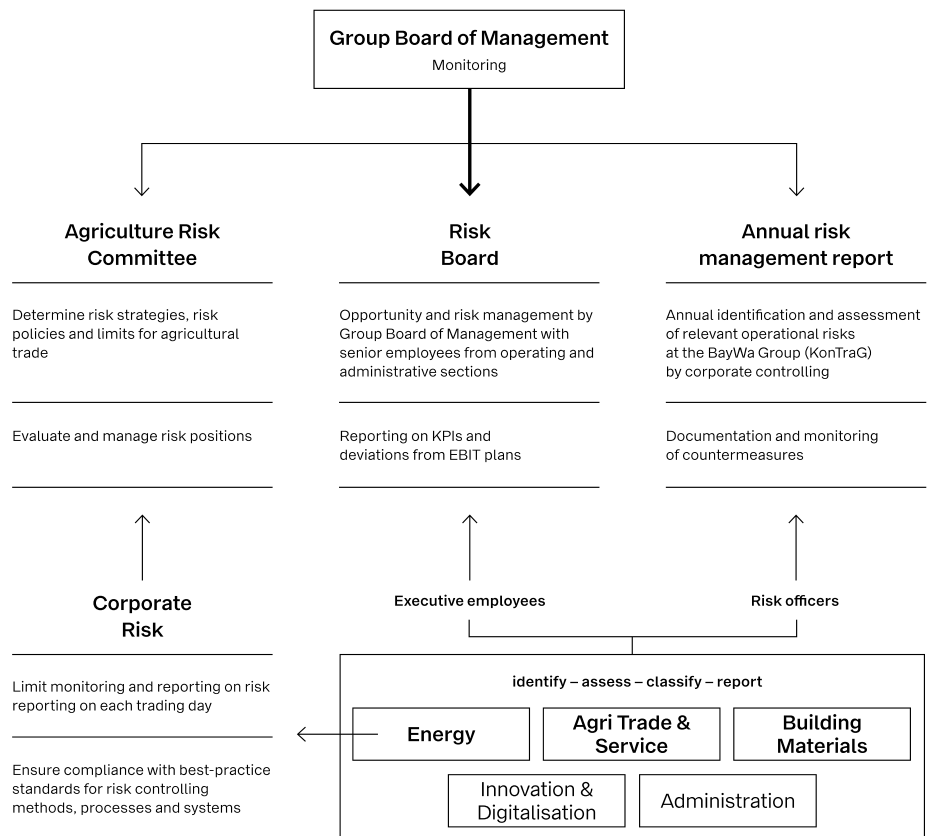 Group Board of Management
Monitoring
Agriculture Risk
Committee
Determine risk strategies, risk
policies and limits for agricultural
trade
Evaluate and manage risk positions
Risk
Board
Opportunity and risk management by
Group Board of Management with
senior employees from operating and
administrative sections
Reporting on KPIs and
deviations from EBIT plans
Annual risk
management report
Annual identification and assessment
of relevant operational risks
at the BayWa Group (KonTraG)
by corporate controlling
Documentation and monitoring
of countermeasures
Corporate
Risk
Limit monitoring and reporting on risk
reporting on each trading day
Ensure compliance with best-practice
standards for risk controlling
methods, processes and systems
Executive employees
Risk officers
identify – assess – classify – report
Energy
Agri Trade &
Service
Building
Materials
Innovation &
Digitalisation
Administration